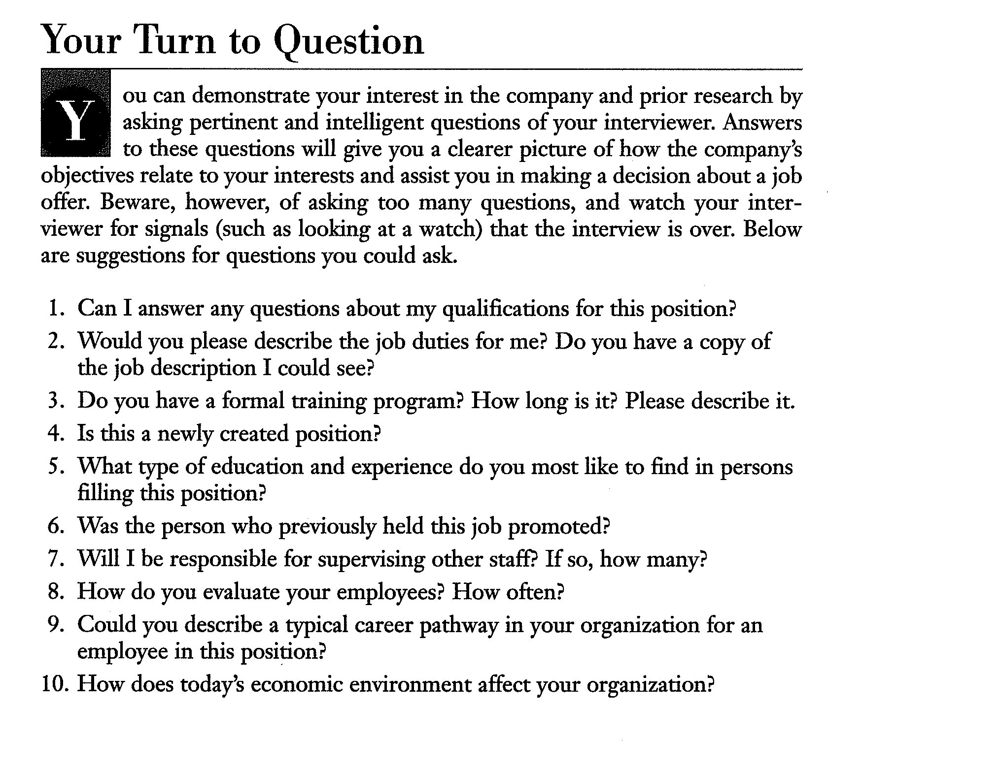 Your Turn to Question
You can demonstrate your interest in the company and prior research by
asking pertinent and intelligent questions of your interviewer. Answers
to these questions will give you a clearer picture of how the company’s
objectives relate to your interests and assist you in making a decision about a job
offer. Beware, however, of asking too many questions, and watch your inter-
viewer for signals (such as looking at a watch) that the interview is over. Below
are suggestions for questions you could ask.
1. Can I answer any questions about my qualifications for this position?
2. Would you please describe the job duties for me? Do you have a copy of
the job description I could see?
3. Do you have a formal training program? How long is it? Please describe it.
4. Is this a newly created position?
5. What type of education and experience do you most like to find in persons
filling this position?
6. Was the person who previously held this job promoted?
7. Will I be responsible for supervising other staff? If so, how many?
8. How do you evaluate your employees? How often?
9. Could you describe a typical career pathway in your organization for an
employee in this position?
10. How does today’s economic environment affect your organization?